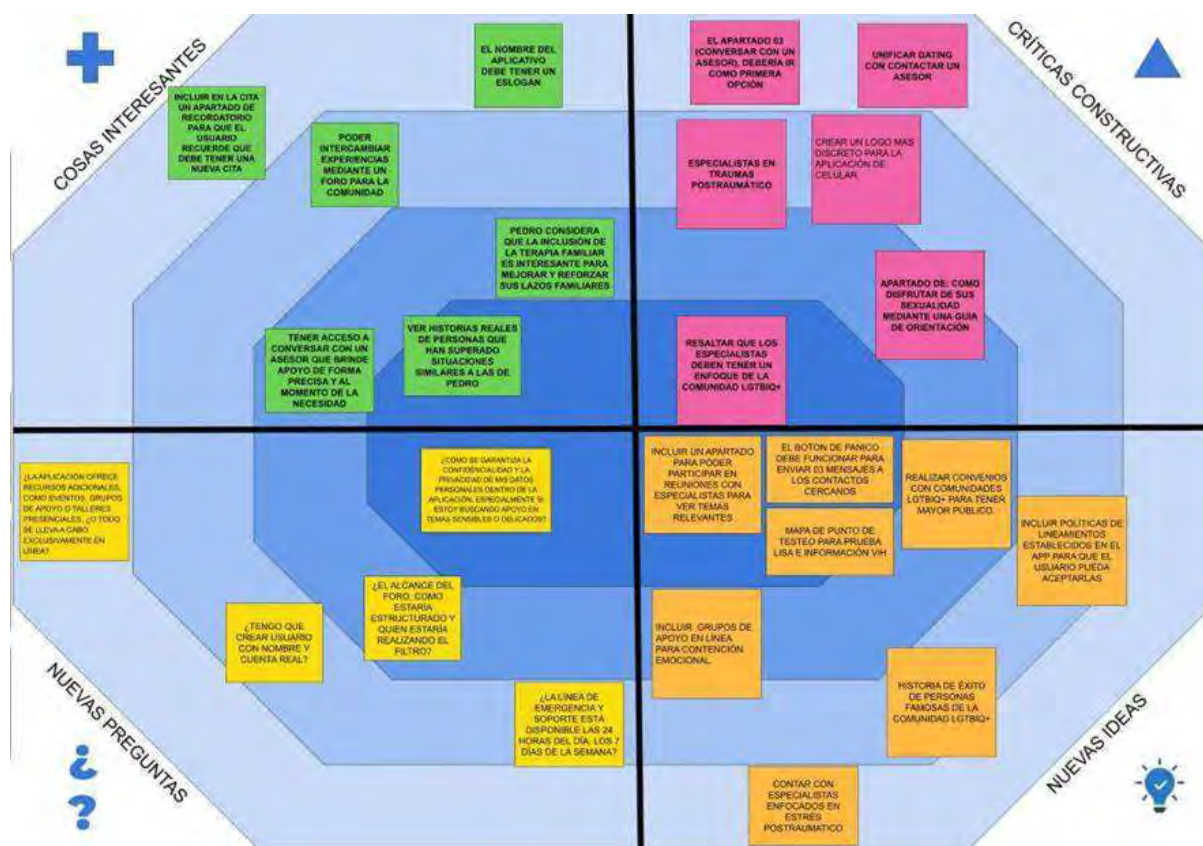 COSAS INTERESANTES
INCLUIR EN LA CITA
UN APARTADO DE
RECORDATORIO
PARA QUE EL
USUARIO
RECUERDE QUE
DEBE TENER UNA
NUEVA CITA
EL NOMBRE DEL
APLICATIVO
DEBE TENER UN
ESLOGAN
PODER
INTERCAMBIAR
EXPERIENCIAS
MEDIANTE UN
FORO PARA LA
COMUNIDAD
PEDRO CONSIDERA
QUE LA INCLUSIÓN DE
LA TERAPIA FAMILIAR
ES INTERESANTE PARA
MEJORAR Y REFORZAR
SUS LAZOS FAMILIARES
TENER ACCESO A
CONVERSAR CON UN
ASESOR QUE BRINDE
APOYO DE FORMA
PRECISA Y AL
MOMENTO DE LA
NECESIDAD
VER HISTORIAS REALES
DE PERSONAS QUE
HAN SUPERADO
SITUACIONES
SIMILARES A LAS DE
PEDRO
CRÍTICAS CONSTRUCTIVAS
EL APARTADO 03
(CONVERSAR CON UN
ASESOR), DEBERÍA IR
COMO PRIMERA
OPCIÓN
UNIFICAR DATING
CON CONTACTAR UN
ASESOR
ESPECIALISTAS EN
TRAUMAS
POSTRAUMÁTICO
CREAR UN LOGO MAS
DISCRETO PARA LA
APLICACIÓN DE
CELULAR
APARTADO DE: COMO
DISFRUTAR DE SUS
SEXUALIDAD
MEDIANTE UNA GUIA
DE ORIENTACIÓN
RESALTAR QUE LOS
ESPECIALISTAS
DEBEN TENER UN
ENFOQUE DE LA
COMUNIDAD LGTBIQ+
NUEVAS PREGUNTAS
¿LA APLICACIÓN OFRECE
RECURSOS ADICIONALES,
COMO EVENTOS, GRUPOS
DE APOYO O TALLERES
PRESENCIALES, ¿O TODO
SE LLEVA A CABO
EXCLUSIVAMENTE EN
LÍNEA?
¿CÓMO SE GARANTIZA LA
CONFIDENCIALIDAD Y LA
PRIVACIDAD DE MIS DATOS
PERSONALES DENTRO DE LA
APLICACIÓN, ESPECIALMENTE SI
ESTOY BUSCANDO APOYO EN
TEMAS SENSIBLES O DELICADOS?
¿TENGO QUE
CREAR USUARIO
CON NOMBRE Y
CUENTA REAL?
¿EL ALCANCE DEL
FORO, COMO
ESTARÍA
ESTRUCTURADO Y
QUIEN ESTARÍA
REALIZANDO EL
FILTRO?
¿LA LÍNEA DE
EMERGENCIA Y
SOPORTE ESTÁ
DISPONIBLE LAS 24
HORAS DEL DÍA, LOS 7
DÍAS DE LA SEMANA?
¿
?
NUEVAS IDEAS
INCLUIR UN APARTADO
PARA PODER
PARTICIPAR EN
REUNIONES CON
ESPECIALISTAS PARA
VER TEMAS
RELEVANTES
EL BOTON DE PANICO
DEBE FUNCIONAR PARA
ENVIAR 03 MENSAJES A
LOS CONTACTOS
CERCANOS
MAPA DE PUNTO DE
TESTEO PARA PRUEBA
LISA E INFORMACIÓN VIH
REALIZAR CONVENIOS
CON COMUNIDADES
LGTBIQ+ PARA TENER
MAYOR PÚBLICO.
INCLUIR POLÍTICAS DE
LINEAMIENTOS
ESTABLECIDOS EN EL
APP PARA QUE EL
USUARIO PUEDA
ACEPTARLAS
INCLUIR GRUPOS DE
APOYO EN LÍNEA
PARA CONTENCIÓN
EMOCIONAL.
HISTORIA DE ÉXITO
DE PERSONAS
FAMOSAS DE LA
COMUNIDAD LGTBIQ+
CONTAR CON
ESPECIALISTAS
ENFOCADOS EN
ESTRES
POSTRAUMATICO